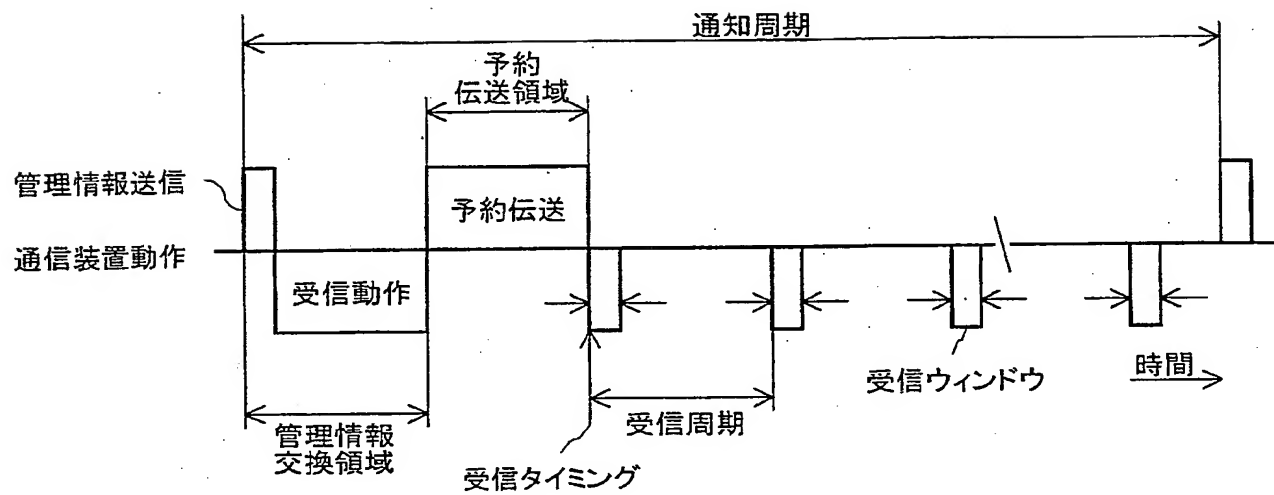 通知周期
予約
伝送領域
管理情報送信
予約伝送
通信装置動作
受信動作
受信ウィンドウ
時間
受信周期
管理情報
交換領域
受信タイミング